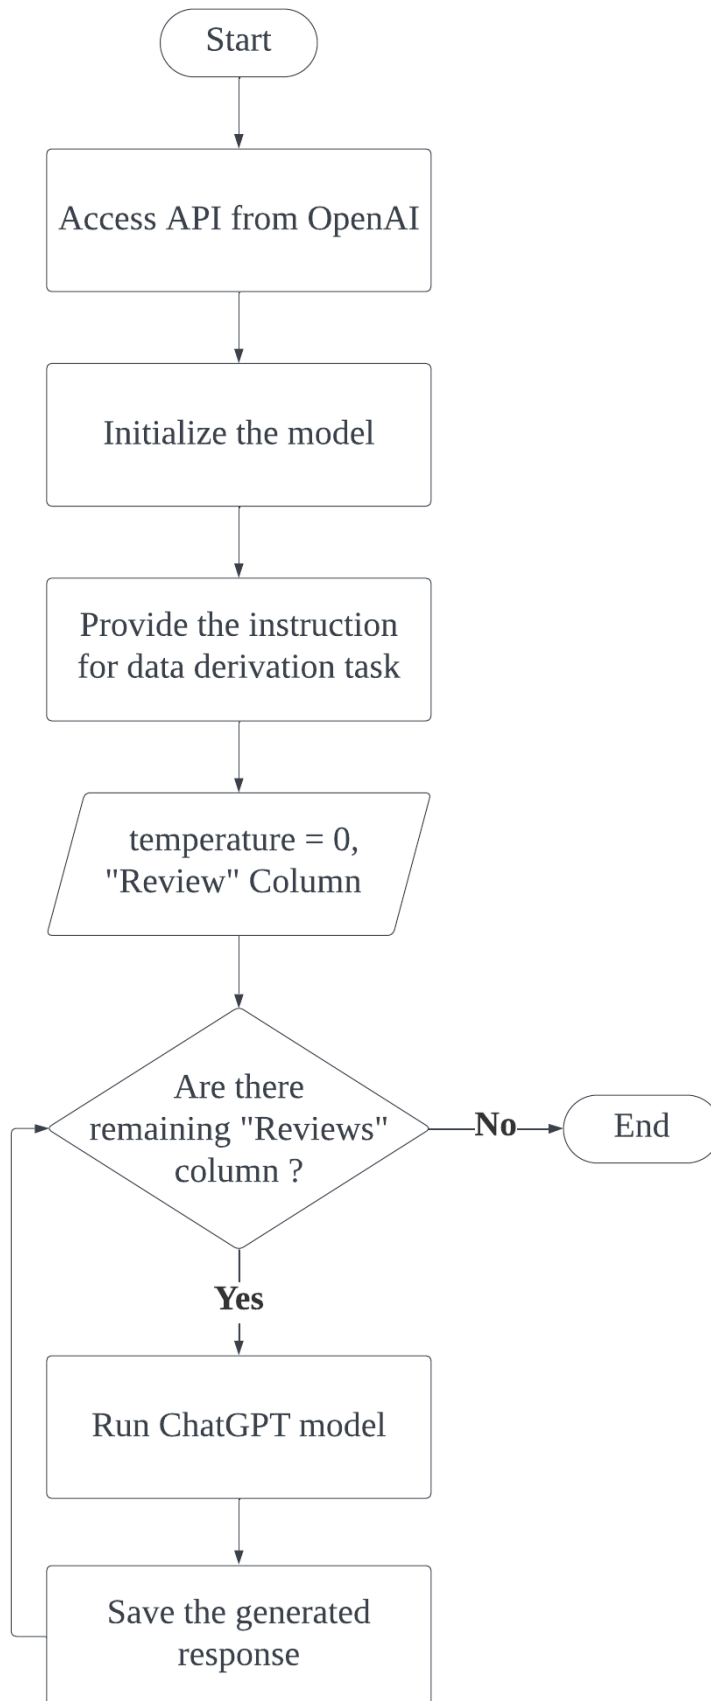 Start
Access API from OpenAI
Initialize the model
Provide the instruction
for data derivation task
temperature = 0,
"Review" Column
Are there
remaining "Reviews"
column ?
No
End
Yes
Run ChatGPT model
Save the generated
response